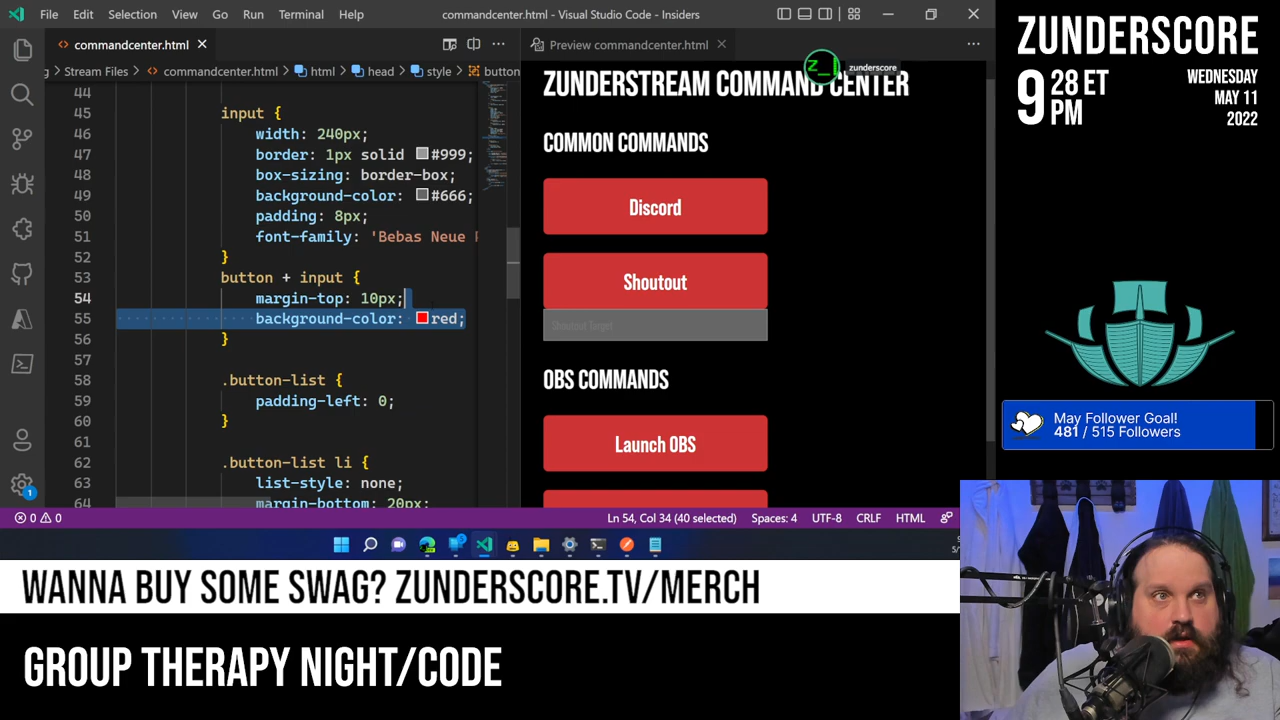 File Edit Selection View Go Run Terminal Help
commandcenter.html - Visual Studio Code - Insiders
commandcenter.html
Preview commandcenter.html
g > Stream Files > commandcenter.html > html > head > style > button
44
45 input {
46 width: 240px;
47 border: 1px solid #999;
48 box-sizing: border-box;
49 background-color: #666;
50 padding: 8px;
51 font-family: 'Bebas Neue
52 }
53 button + input {
54 margin-top: 10px;
55 background-color: red;
56 }
57
58 .button-list {
59 padding-left: 0;
60 }
61
62 .button-list li {
63 list-style: none;
64 margin-bottom: 20px;
ZUNDERSTREAM COMMAND CENTER
z_
zunderscore
COMMON COMMANDS
Discord
Shoutout
Shoutout Target
OBS COMMANDS
Launch OBS
0 0
Ln 54, Col 34 (40 selected) Spaces: 4 UTF-8 CRLF HTML
1
WANNA BUY SOME SWAG? ZUNDERSCORE.TV/MERCH
GROUP THERAPY NIGHT/CODE
ZUNDERSCORE
9 28 ET
PM
WEDNESDAY
MAY 11
2022
May Follower Goal!
481 / 515 Followers